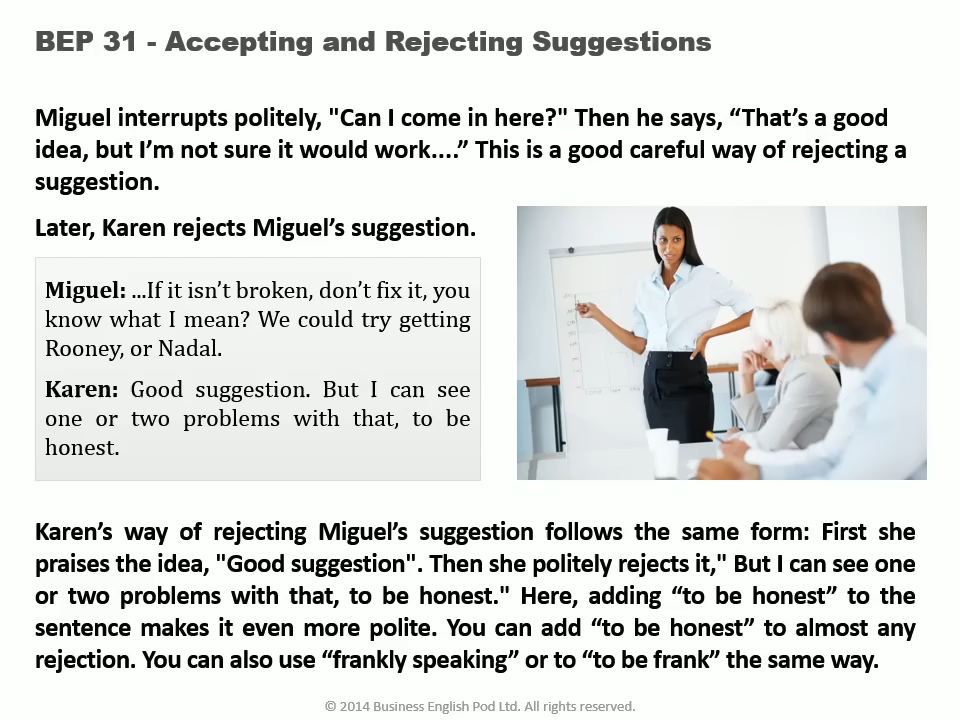 BEP 31 - Accepting and Rejecting Suggestions
Miguel interrupts politely, "Can I come in here?" Then he says, “That’s a good
idea, but I’m not sure it would work....” This is a good careful way of rejecting a
suggestion.
Later, Karen rejects Miguel’s suggestion.
Miguel: ...If it isn’t broken, don’t fix it, you
know what I mean? We could try getting
Rooney, or Nadal.
Karen: Good suggestion. But I can see
one or two problems with that, to be
honest.
Karen’s way of rejecting Miguel’s suggestion follows the same form: First she
praises the idea, "Good suggestion". Then she politely rejects it," But I can see one
or two problems with that, to be honest." Here, adding “to be honest” to the
sentence makes it even more polite. You can add “to be honest” to almost any
rejection. You can also use “frankly speaking” or to “to be frank” the same way.
© 2014 Business English Pod Ltd. All rights reserved.